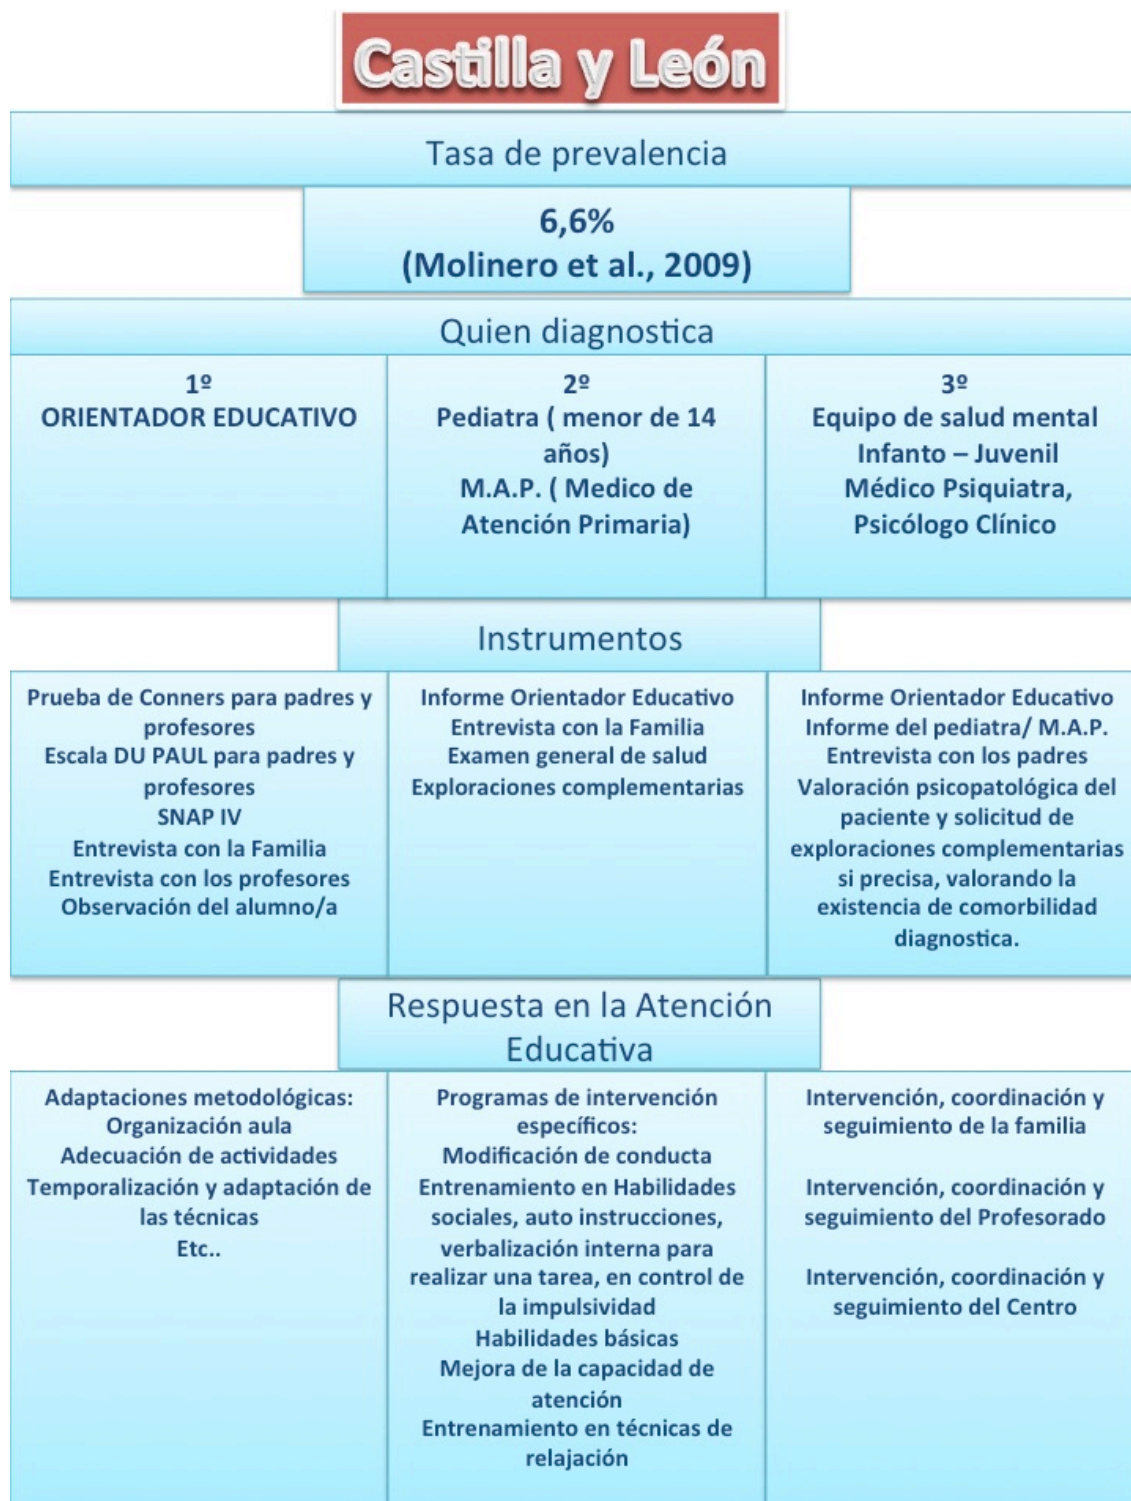 Castilla y León
Tasa de prevalencia
6,6%
(Molinero et al., 2009)
Quien diagnostica
1º
ORIENTADOR EDUCATIVO
2º
Pediatra ( menor de 14
años)
M.A.P. ( Medico de
Atención Primaria)
3º
Equipo de salud mental
Infanto – Juvenil
Médico Psiquiatra,
Psicólogo Clínico
Instrumentos
Prueba de Conners para padres y
profesores
Escala DU PAUL para padres y
profesores
SNAP IV
Entrevista con la Familia
Entrevista con los profesores
Observación del alumno/a
Informe Orientador Educativo
Entrevista con la Familia
Examen general de salud
Exploraciones complementarias
Informe Orientador Educativo
Informe del pediatra/ M.A.P.
Entrevista con los padres
Valoración psicopatológica del
paciente y solicitud de
exploraciones complementarias
si precisa, valorando la
existencia de comorbilidad
diagnostica.
Respuesta en la Atención
Educativa
Adaptaciones metodológicas:
Organización aula
Adecuación de actividades
Temporalización y adaptación de
las técnicas
Etc..
Programas de intervención
específicos:
Modificación de conducta
Entrenamiento en Habilidades
sociales, auto instrucciones,
verbalización interna para
realizar una tarea, en control de
la impulsividad
Habilidades básicas
Mejora de la capacidad de
atención
Entrenamiento en técnicas de
relajación
Intervención, coordinación y
seguimiento de la familia
Intervención, coordinación y
seguimiento del Profesorado
Intervención, coordinación y
seguimiento del Centro